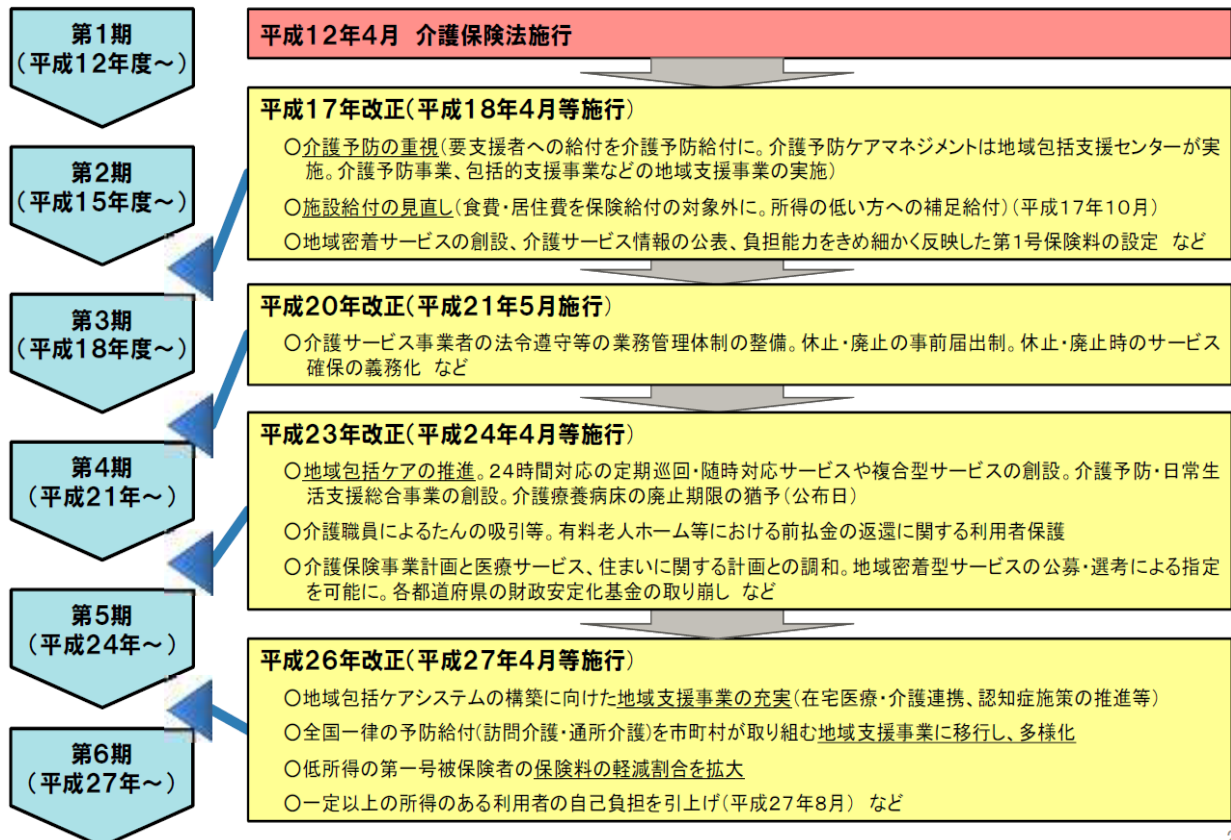 第1期
(平成12年度~)
平成12年4月 介護保険法施行
平成17年改正(平成18年4月等施行)
○介護予防の重視(要支援者への給付を介護予防給付に。介護予防ケアマネジメントは地域包括支援センターが実
施。介護予防事業、包括的支援事業などの地域支援事業の実施)
○施設給付の見直し(食費・居住費を保険給付の対象外に。所得の低い方への補足給付)(平成17年10月)
○地域密着サービスの創設、介護サービス情報の公表、負担能力をきめ細かく反映した第1号保険料の設定 など
第2期
(平成15年度~)
第3期
(平成18年度~)
平成20年改正(平成21年5月施行)
○介護サービス事業者の法令遵守等の業務管理体制の整備。休止・廃止の事前届出制。休止・廃止時のサービス
確保の義務化 など
第4期
(平成21年~)
平成23年改正(平成24年4月等施行)
○地域包括ケアの推進。24時間対応の定期巡回・随時対応サービスや複合型サービスの創設。介護予防・日常生
活支援総合事業の創設。介護療養病床の廃止期限の猶予(公布日)
○介護職員によるたんの吸引等。有料老人ホーム等における前払金の返還に関する利用者保護
○介護保険事業計画と医療サービス、住まいに関する計画との調和。地域密着型サービスの公募・選考による指定
を可能に。各都道府県の財政安定化基金の取り崩し など
第5期
(平成24年~)
平成26年改正(平成27年4月等施行)
○地域包括ケアシステムの構築に向けた地域支援事業の充実(在宅医療・介護連携、認知症施策の推進等)
○全国一律の予防給付(訪問介護・通所介護)を市町村が取り組む地域支援事業に移行し、多様化
○低所得の第一号被保険者の保険料の軽減割合を拡大
○一定以上の所得のある利用者の自己負担を引上げ(平成27年8月) など
第6期
(平成27年~)